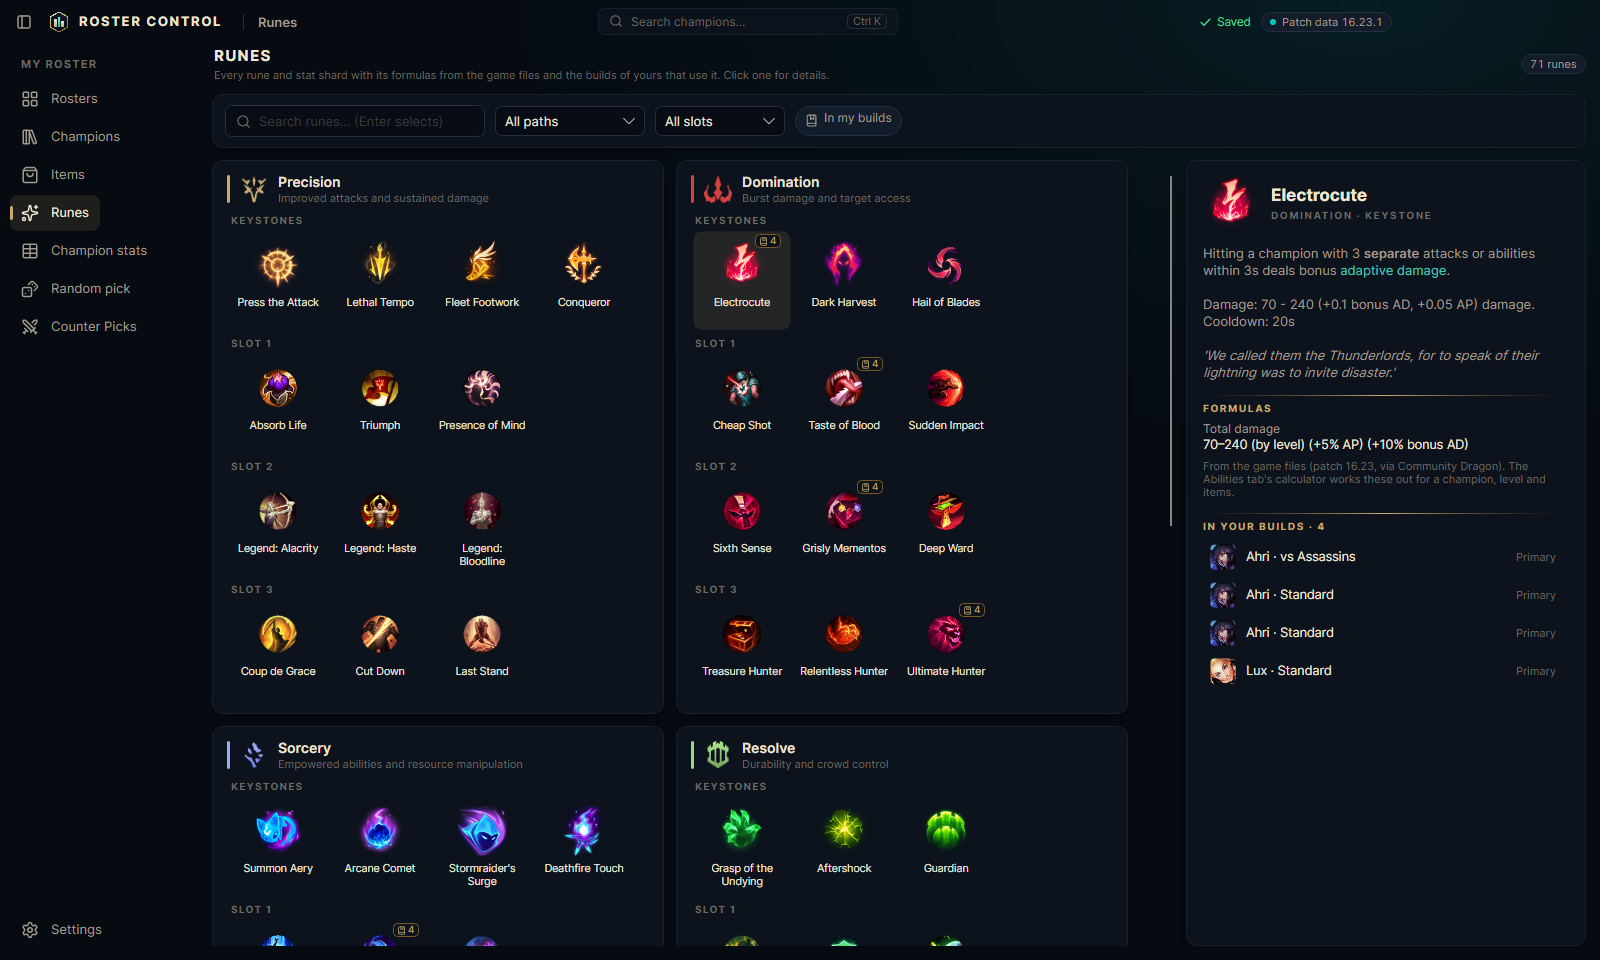 ROSTER CONTROL
Runes
Search champions...
Ctrl K
Saved
Patch data 16.23.1
MY ROSTER
Rosters
Champions
Items
Runes
Champion stats
Random pick
Counter Picks
Settings
RUNES
Every rune and stat shard with its formulas from the game files and the builds of yours that use it. Click one for details.
71 runes
Search runes... (Enter selects)
All paths
All slots
In my builds
Precision
Improved attacks and sustained damage
KEYSTONES
Press the Attack
Lethal Tempo
Fleet Footwork
Conqueror
SLOT 1
Absorb Life
Triumph
Presence of Mind
SLOT 2
Legend: Alacrity
Legend: Haste
Legend:
Bloodline
SLOT 3
Coup de Grace
Cut Down
Last Stand
Domination
Burst damage and target access
KEYSTONES
4
Electrocute
Dark Harvest
Hail of Blades
SLOT 1
4
Cheap Shot
Taste of Blood
Sudden Impact
SLOT 2
4
Sixth Sense
Grisly Mementos
Deep Ward
SLOT 3
4
Treasure Hunter
Relentless Hunter
Ultimate Hunter
Sorcery
Empowered abilities and resource manipulation
KEYSTONES
Summon Aery
Arcane Comet
Stormraider's
Surge
Deathfire Touch
SLOT 1
4
Resolve
Durability and crowd control
KEYSTONES
Grasp of the
Undying
Aftershock
Guardian
SLOT 1
Electrocute
DOMINATION · KEYSTONE
Hitting a champion with 3 separate attacks or abilities
within 3s deals bonus adaptive damage.
Damage: 70 - 240 (+0.1 bonus AD, +0.05 AP) damage.
Cooldown: 20s
'We called them the Thunderlords, for to speak of their
lightning was to invite disaster.'
FORMULAS
Total damage
70–240 (by level) (+5% AP) (+10% bonus AD)
From the game files (patch 16.23, via Community Dragon). The
Abilities tab's calculator works these out for a champion, level and
items.
IN YOUR BUILDS · 4
Ahri · vs Assassins
Primary
Ahri · Standard
Primary
Ahri · Standard
Primary
Lux · Standard
Primary